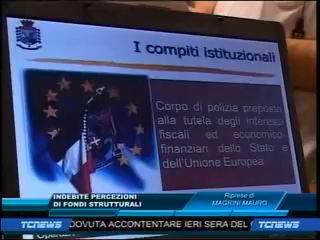 I compiti istituzionali
Corpo di polizia preposto
alla tutela degli interessi
fiscali ed economico-
finanziari dello Stato e
dell'Unione Europea
INDEBITE PERCEZIONI
DI FONDI STRUTTURALI
Riprese di
MAGRINI MAURO
TCNEWS DOVUTA ACCONTENTARE IERI SERA DEL TCNEWS